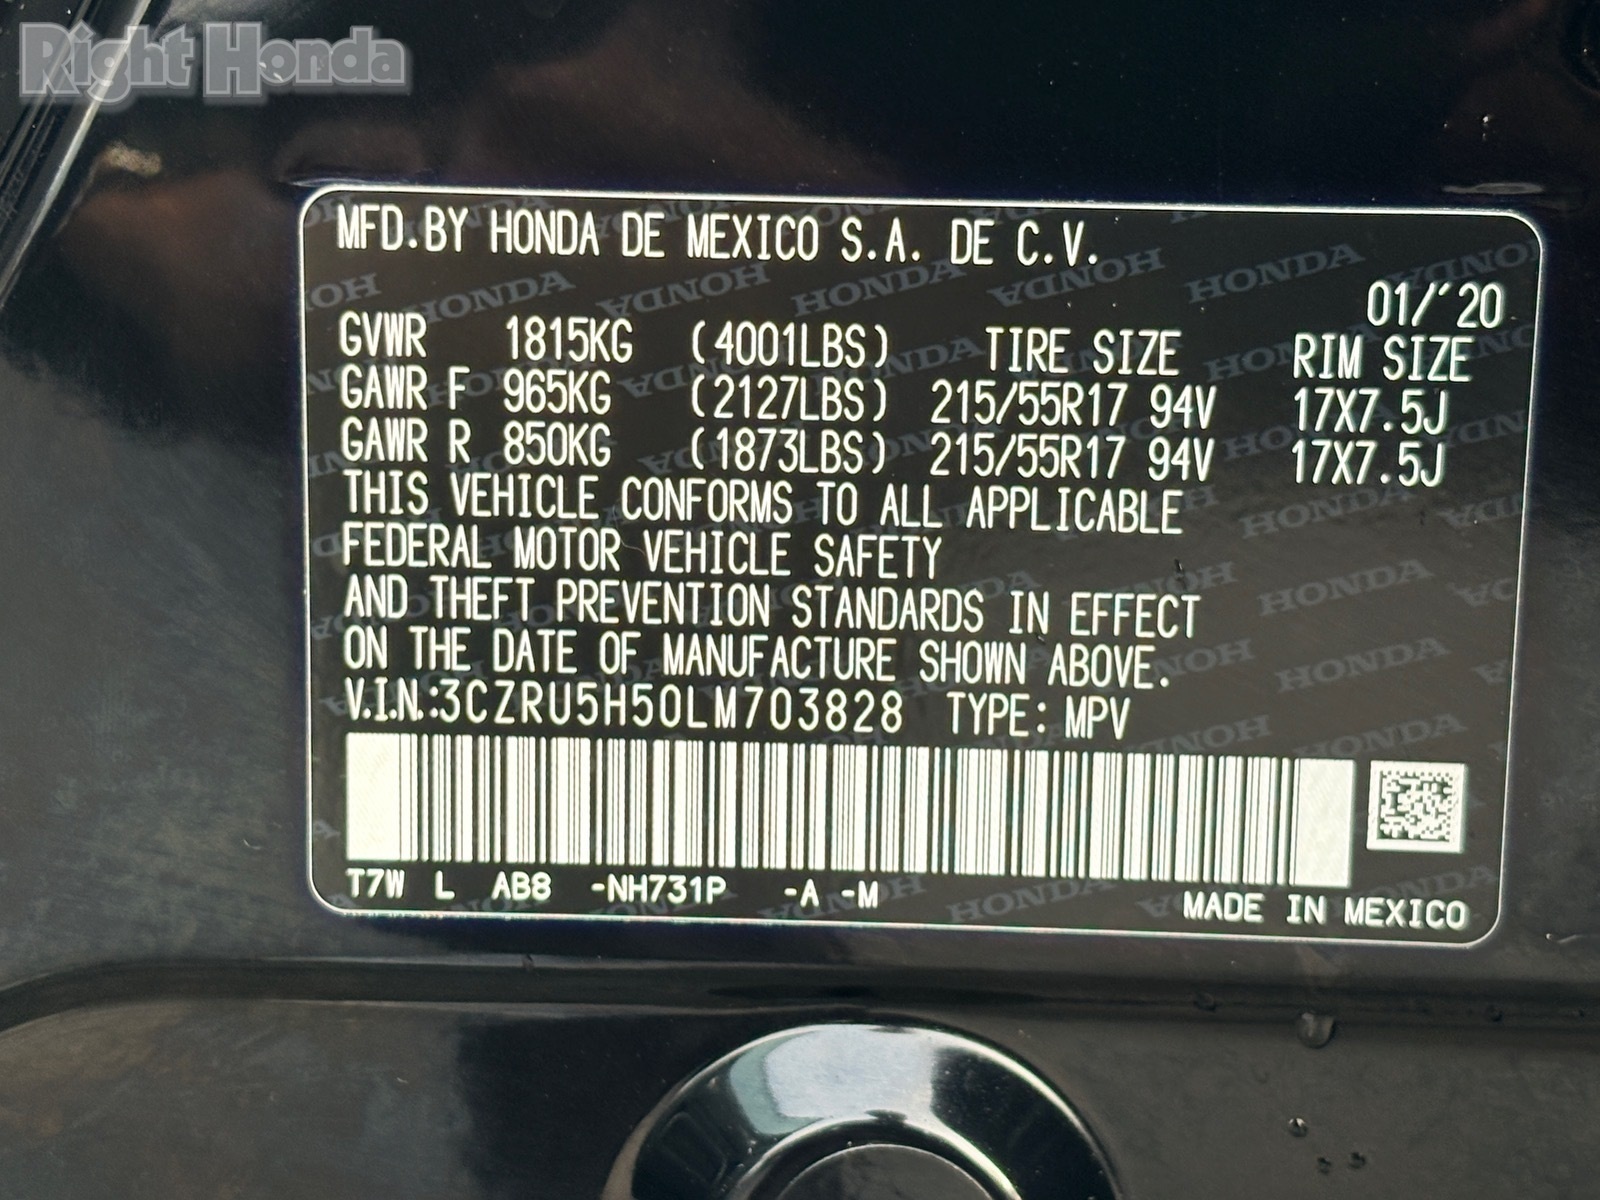 Right Honda
MFD.BY HONDA DE MEXICO S.A. DE C.V.
01/'20
GVWR 1815KG (4001LBS) TIRE SIZE RIM SIZE
GAWR F 965KG (2127LBS) 215/55R17 94V 17X7.5J
GAWR R 850KG (1873LBS) 215/55R17 94V 17X7.5J
THIS VEHICLE CONFORMS TO ALL APPLICABLE
FEDERAL MOTOR VEHICLE SAFETY
AND THEFT PREVENTION STANDARDS IN EFFECT
ON THE DATE OF MANUFACTURE SHOWN ABOVE.
V.I.N.:3CZRU5H50LM703828 TYPE: MPV
T7W L AB8 -NH731P -A -M
MADE IN MEXICO